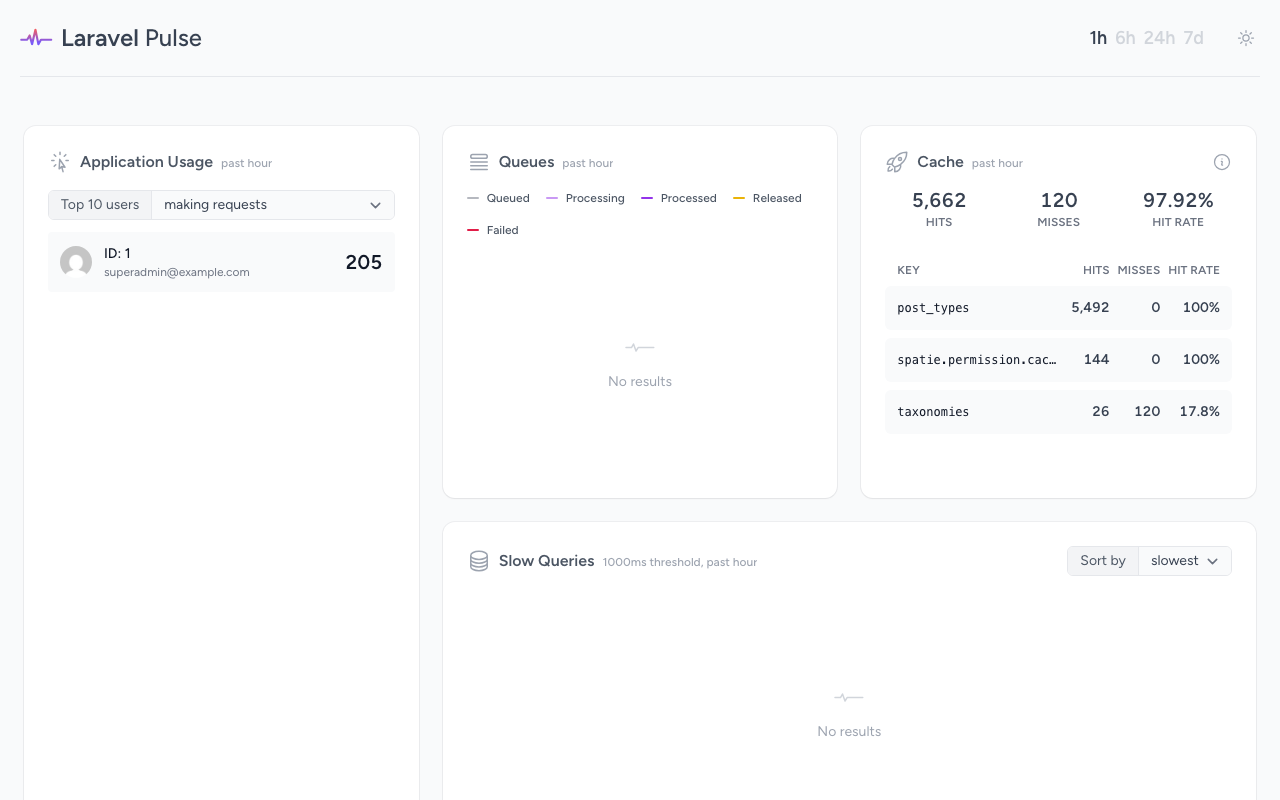 Laravel Pulse
1h 6h 24h 7d
Application Usage past hour
Top 10 users making requests
ID: 1
superadmin@example.com
205
Queues past hour
Queued Processing Processed Released
Failed
No results
Cache past hour
5,662 120 97.92%
HITS MISSES HIT RATE
KEY HITS MISSES HIT RATE
post_types 5,492 0 100%
spatie.permission.cac… 144 0 100%
taxonomies 26 120 17.8%
Slow Queries 1000ms threshold, past hour
Sort by slowest
No results